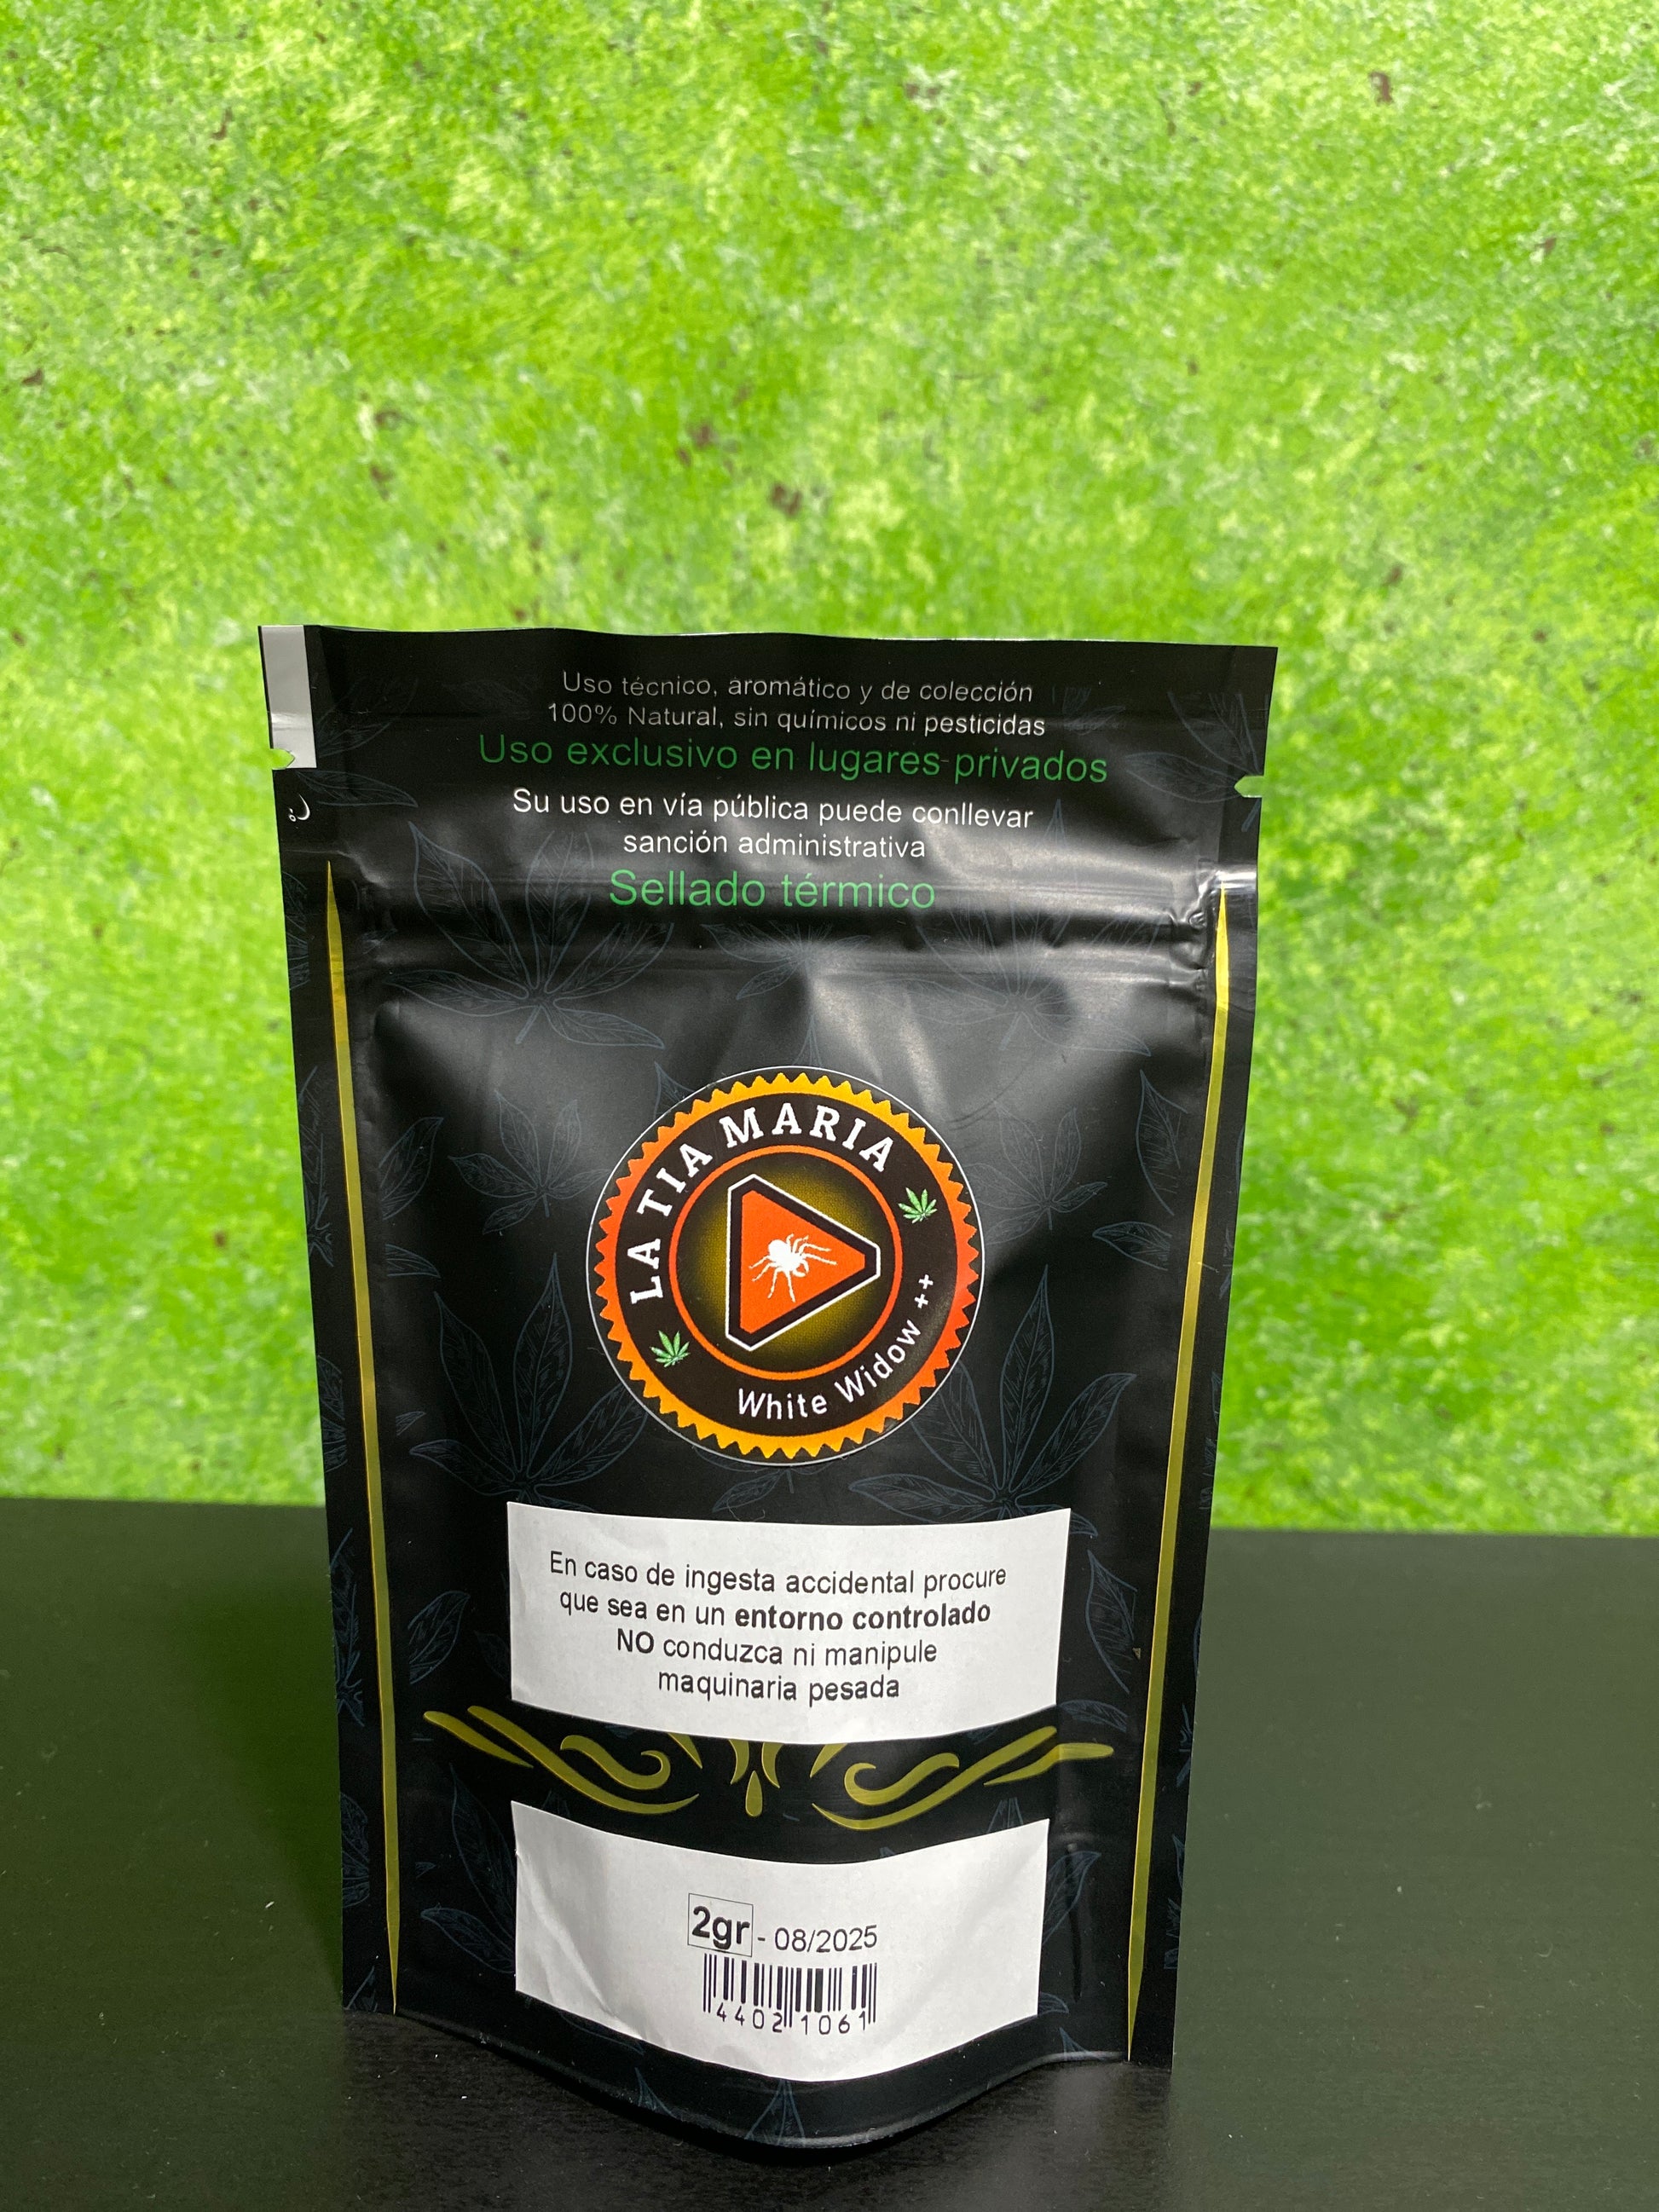 Uso técnico, aromático y de colección
100% Natural, sin químicos ni pesticidas
Uso exclusivo en lugares privados
Su uso en vía pública puede conllevar
sanción administrativa
Sellado térmico
LA TIA MARIA
White Widow ++
En caso de ingesta accidental procure
que sea en un entorno controlado
NO conduzca ni manipule
maquinaria pesada
2gr - 08/2025
44021061